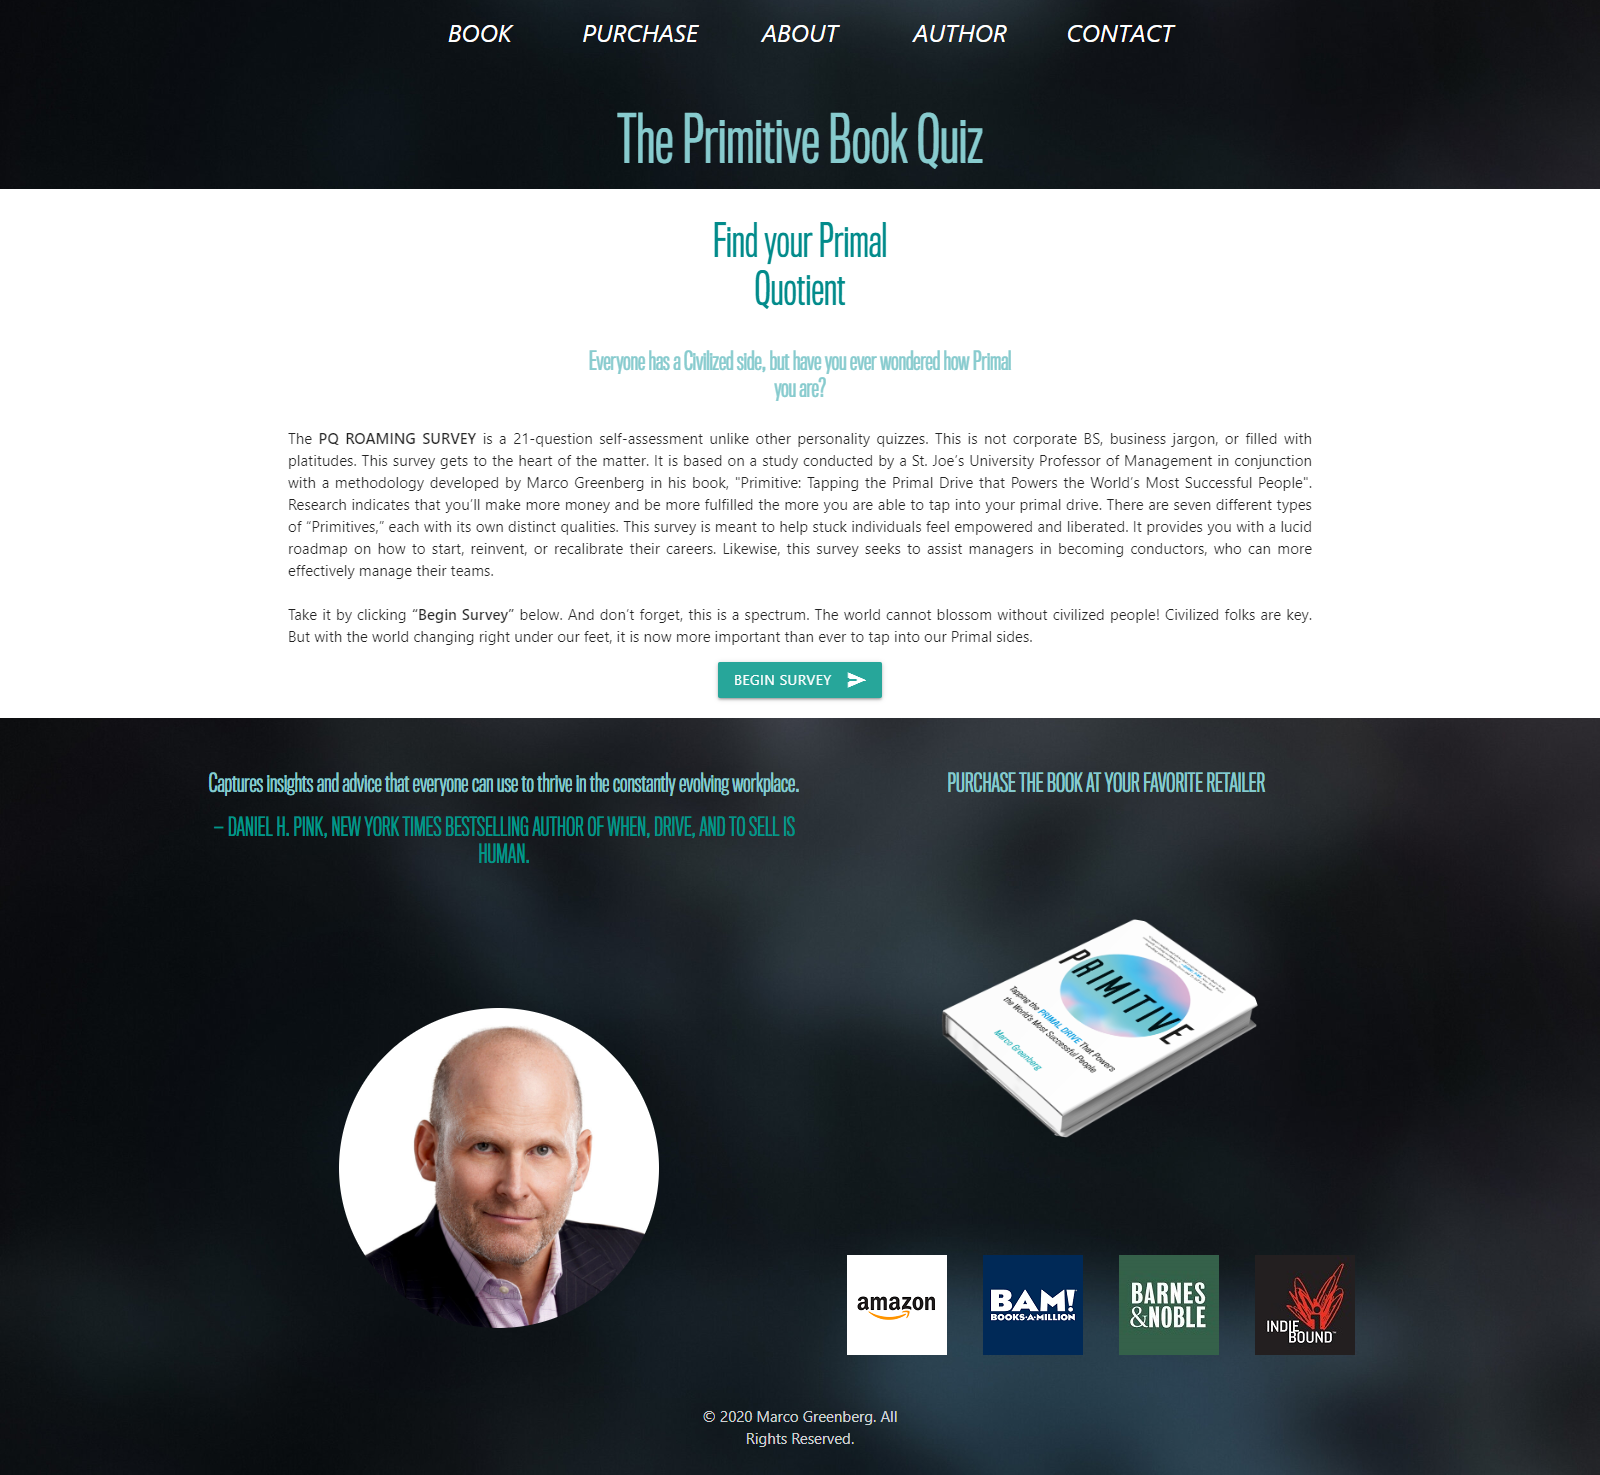 BOOK PURCHASE ABOUT AUTHOR CONTACT
The Primitive Book Quiz
Find your Primal
Quotient
Everyone has a Civilized side, but have you ever wondered how Primal
you are?
The PQ ROAMING SURVEY is a 21-question self-assessment unlike other personality quizzes. This is not corporate BS, business jargon, or filled with
platitudes. This survey gets to the heart of the matter. It is based on a study conducted by a St. Joe’s University Professor of Management in conjunction
with a methodology developed by Marco Greenberg in his book, "Primitive: Tapping the Primal Drive that Powers the World’s Most Successful People".
Research indicates that you’ll make more money and be more fulfilled the more you are able to tap into your primal drive. There are seven different types
of “Primitives,” each with its own distinct qualities. This survey is meant to help stuck individuals feel empowered and liberated. It provides you with a lucid
roadmap on how to start, reinvent, or recalibrate their careers. Likewise, this survey seeks to assist managers in becoming conductors, who can more
effectively manage their teams.
Take it by clicking “Begin Survey” below. And don’t forget, this is a spectrum. The world cannot blossom without civilized people! Civilized folks are key.
But with the world changing right under our feet, it is now more important than ever to tap into our Primal sides.
BEGIN SURVEY
Captures insights and advice that everyone can use to thrive in the constantly evolving workplace.
– DANIEL H. PINK, NEW YORK TIMES BESTSELLING AUTHOR OF WHEN, DRIVE, AND TO SELL IS
HUMAN.
PURCHASE THE BOOK AT YOUR FAVORITE RETAILER
PRIMITIVE
Tapping the PRIMAL DRIVE That Powers
the World's Most Successful People
Marco Greenberg
amazon
BAM!
BOOKS·A·MILLION
BARNES
&NOBLE
INDIE
BOUND™
© 2020 Marco Greenberg. All
Rights Reserved.